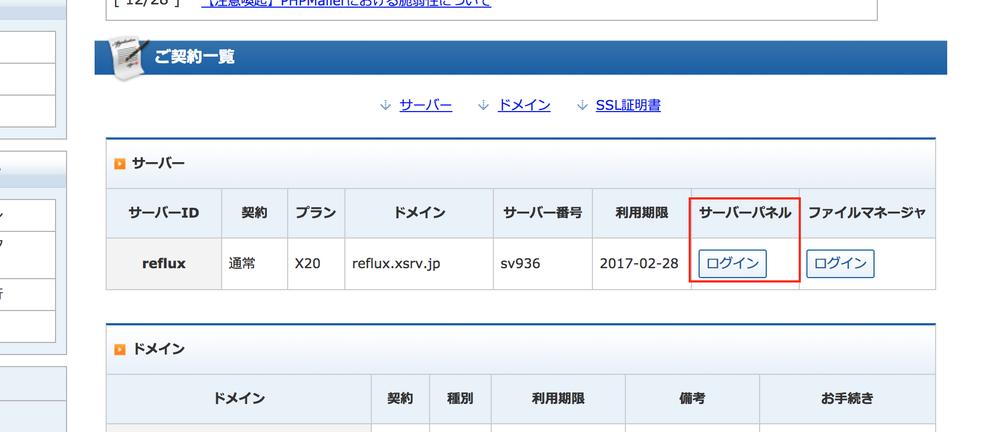 [ 12/28 ] 【注意喚起】PHPMailerにおける脆弱性について
ご契約一覧
サーバー ドメイン SSL証明書
サーバー
サーバーID 契約 プラン ドメイン サーバー番号 利用期限 サーバーパネル ファイルマネージャ
reflux 通常 X20 reflux.xsrv.jp sv936 2017-02-28 ログイン ログイン
ドメイン
ドメイン 契約 種別 利用期限 備考 お手続き